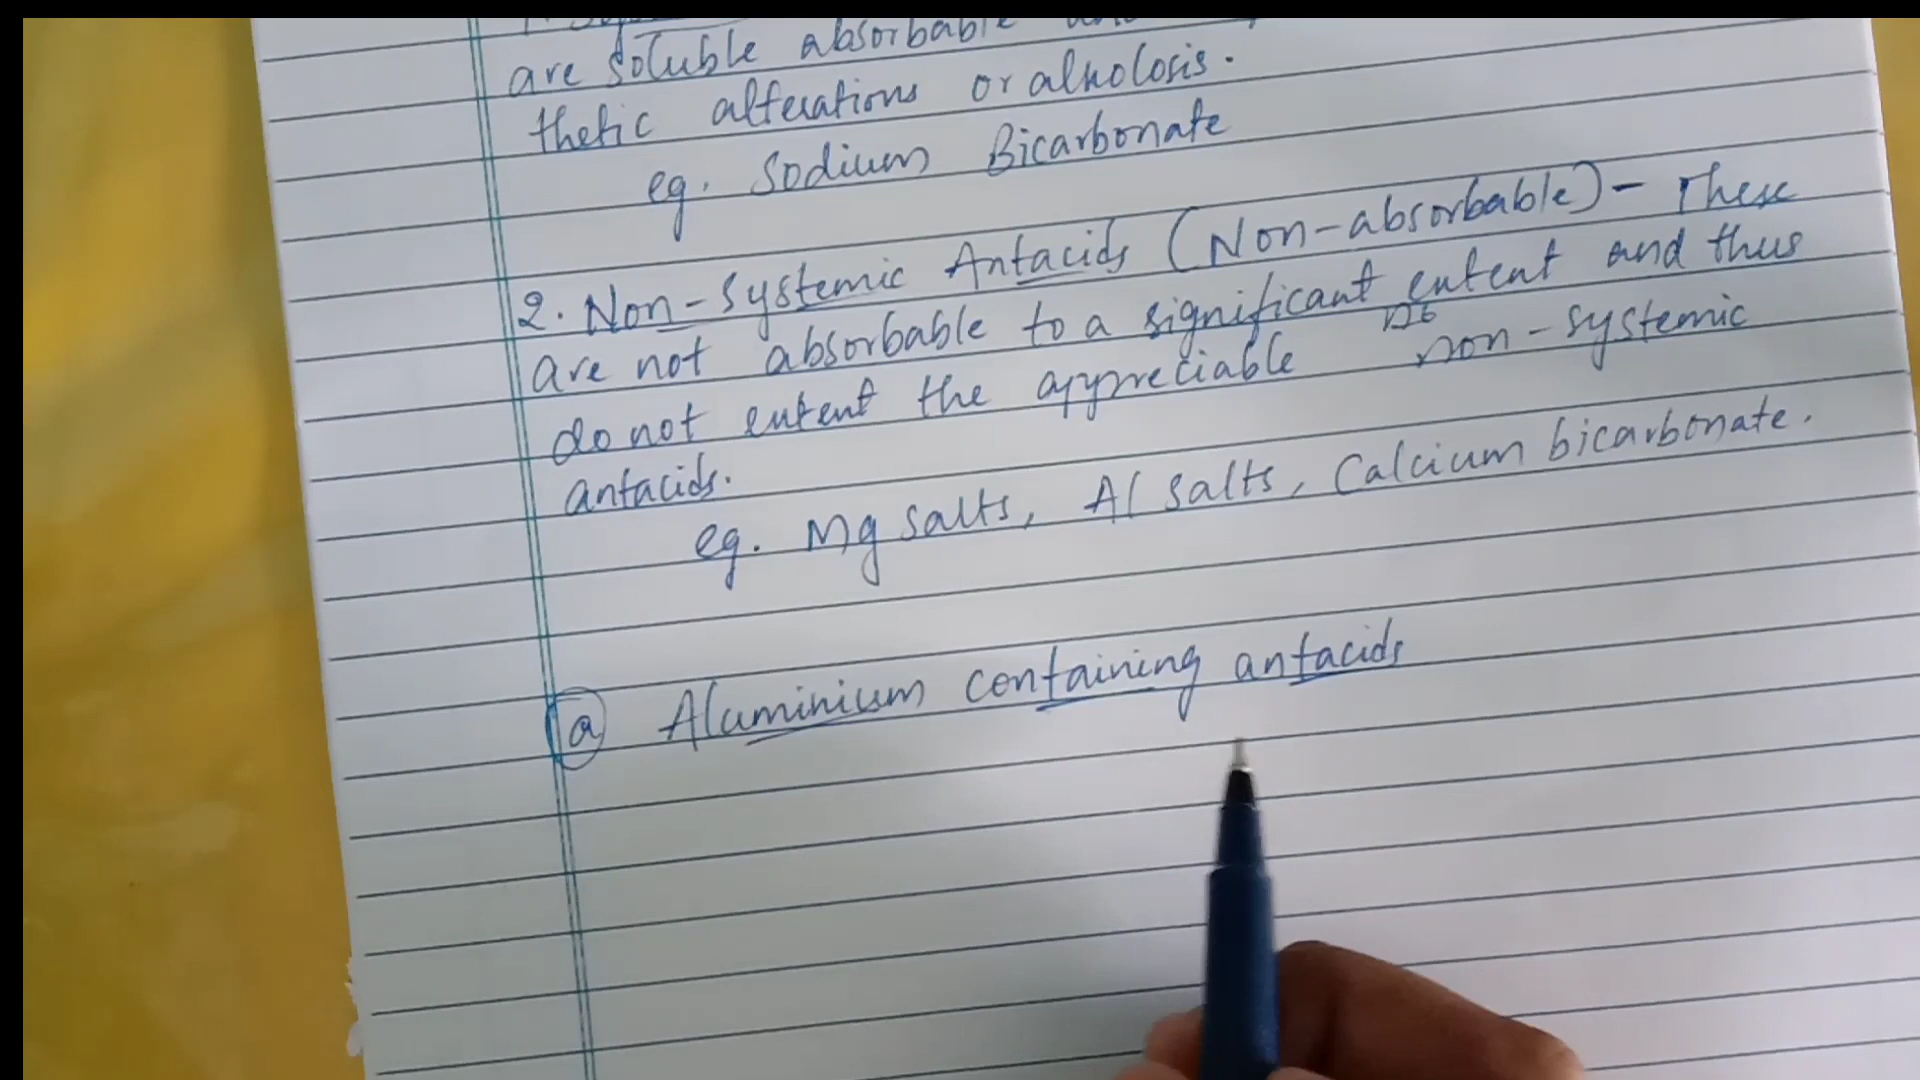 are soluble absorbable
thetic alterations or alkolosis.
eg. Sodium Bicarbonate
2. Non-Systemic Antacids (Non-absorbable) - These
are not absorbable to a significant extent and thus
do not extent the appreciable non-systemic
antacids.
eg. Mg salts, Al salts, Calcium bicarbonate.
a Aluminium containing antacids